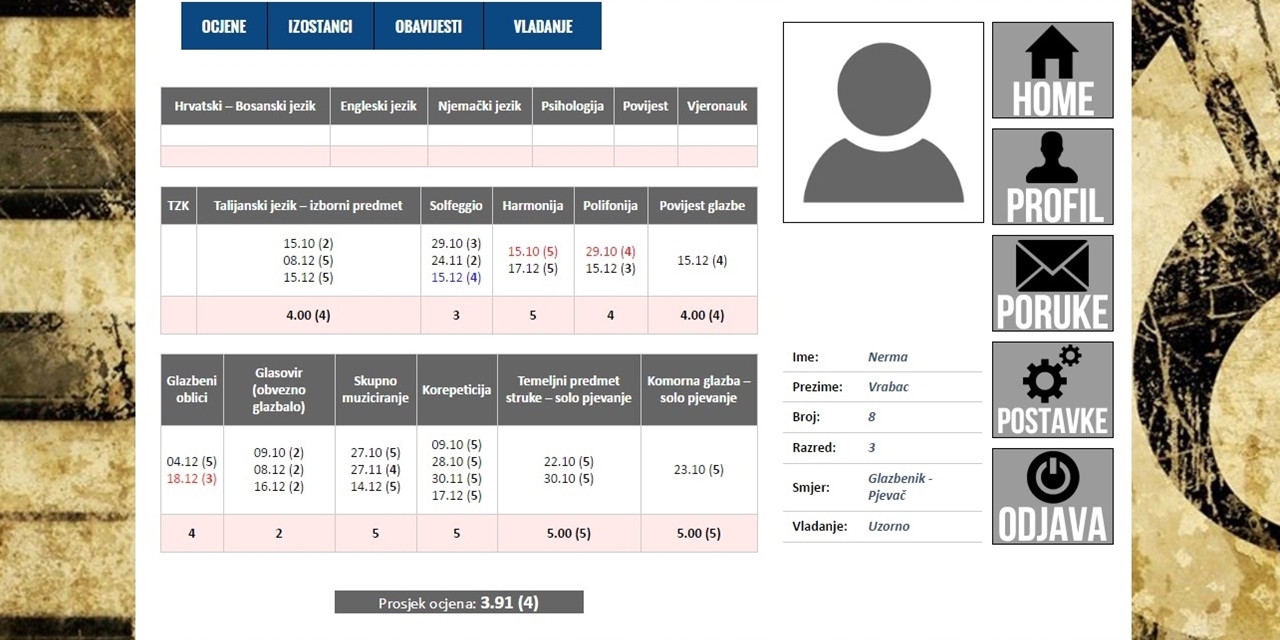 OCJENE IZOSTANCI OBAVIJESTI VLADANJE
Hrvatski – Bosanski jezik Engleski jezik Njemački jezik Psihologija Povijest Vjeronauk
TZK Talijanski jezik – izborni predmet Solfeggio Harmonija Polifonija Povijest glazbe
15.10 (2)
08.12 (5)
15.12 (5)
29.10 (3)
24.11 (2)
15.12 (4)
15.10 (5)
17.12 (5)
29.10 (4)
15.12 (3)
15.12 (4)
4.00 (4) 3 5 4 4.00 (4)
Glazbeni
oblici
Glasovir
(obvezno
glazbalo)
Skupno
muziciranje
Korepeticija
Temeljni predmet
struke – solo pjevanje
Komorna glazba –
solo pjevanje
04.12 (5)
18.12 (3)
09.10 (2)
08.12 (2)
16.12 (2)
27.10 (5)
27.11 (4)
14.12 (5)
09.10 (5)
28.10 (5)
30.11 (5)
17.12 (5)
22.10 (5)
30.10 (5)
23.10 (5)
4 2 5 5 5.00 (5) 5.00 (5)
Prosjek ocjena: 3.91 (4)
Ime: Nerma
Prezime: Vrabac
Broj: 8
Razred: 3
Smjer: Glazbenik -
Pjevač
Vladanje: Uzorno
HOME
PROFIL
PORUKE
POSTAVKE
ODJAVA